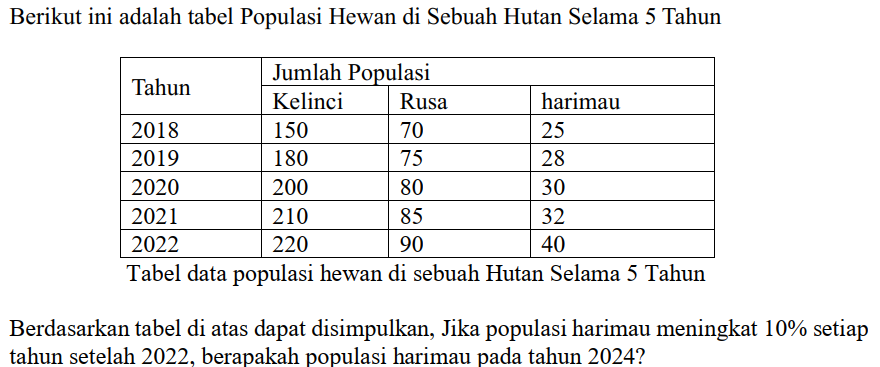 Berikut ini adalah tabel Populasi Hewan di Sebuah Hutan Selama 5 Tahun
Tahun Jumlah Populasi
Kelinci Rusa harimau
2018 150 70 25
2019 180 75 28
2020 200 80 30
2021 210 85 32
2022 220 90 40
Tabel data populasi hewan di sebuah Hutan Selama 5 Tahun
Berdasarkan tabel di atas dapat disimpulkan, Jika populasi harimau meningkat 10% setiap
tahun setelah 2022, berapakah populasi harimau pada tahun 2024?